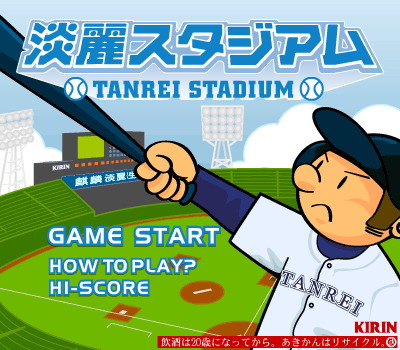 淡麗スタジアム
TANREI STADIUM
KIRIN
麒麟淡麗生
GAME START
HOW TO PLAY?
HI-SCORE
TANREI
KIRIN
飲酒は20歳になってから。あきかんはリサイクル。